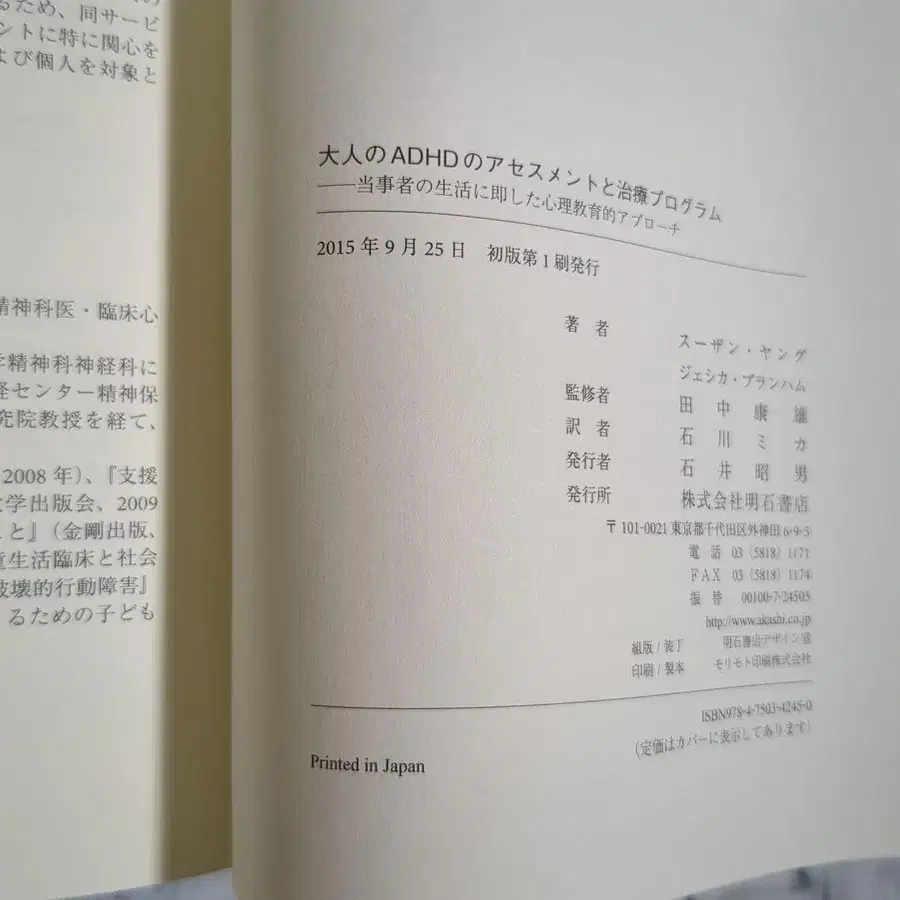 るため、同サービ
ントに特に関心を
よび個人を対象と
精神科医・臨床心
学精神科神経科に
経センター精神保
究院教授を経て、
2008 年)、『支援
大学出版会、2009
こと』(金剛出版、
童生活臨床と社会
破壊的行動障害』
るための子ども
大人のADHDのアセスメントと治療プログラム
――当事者の生活に即した心理教育的アプローチ
2015 年 9 月 25 日 初版第 1 刷発行
著 者 スーザン・ヤング
ジェシカ・ブランハム
監修者 田 中 康 雄
訳 者 石 川 ミ カ
発行者 石 井 昭 男
発行所 株式会社明石書店
〒101-0021 東京都千代田区外神田 6-9-5
電 話 03 (5818) 1171
FAX 03 (5818) 1174
振 替 00100-7-24505
http://www.akashi.co.jp
組版/装丁 明石書店デザイン室
印刷/製本 モリモト印刷株式会社
ISBN978-4-7503-4245-0
(定価はカバーに表示してあります)
Printed in Japan